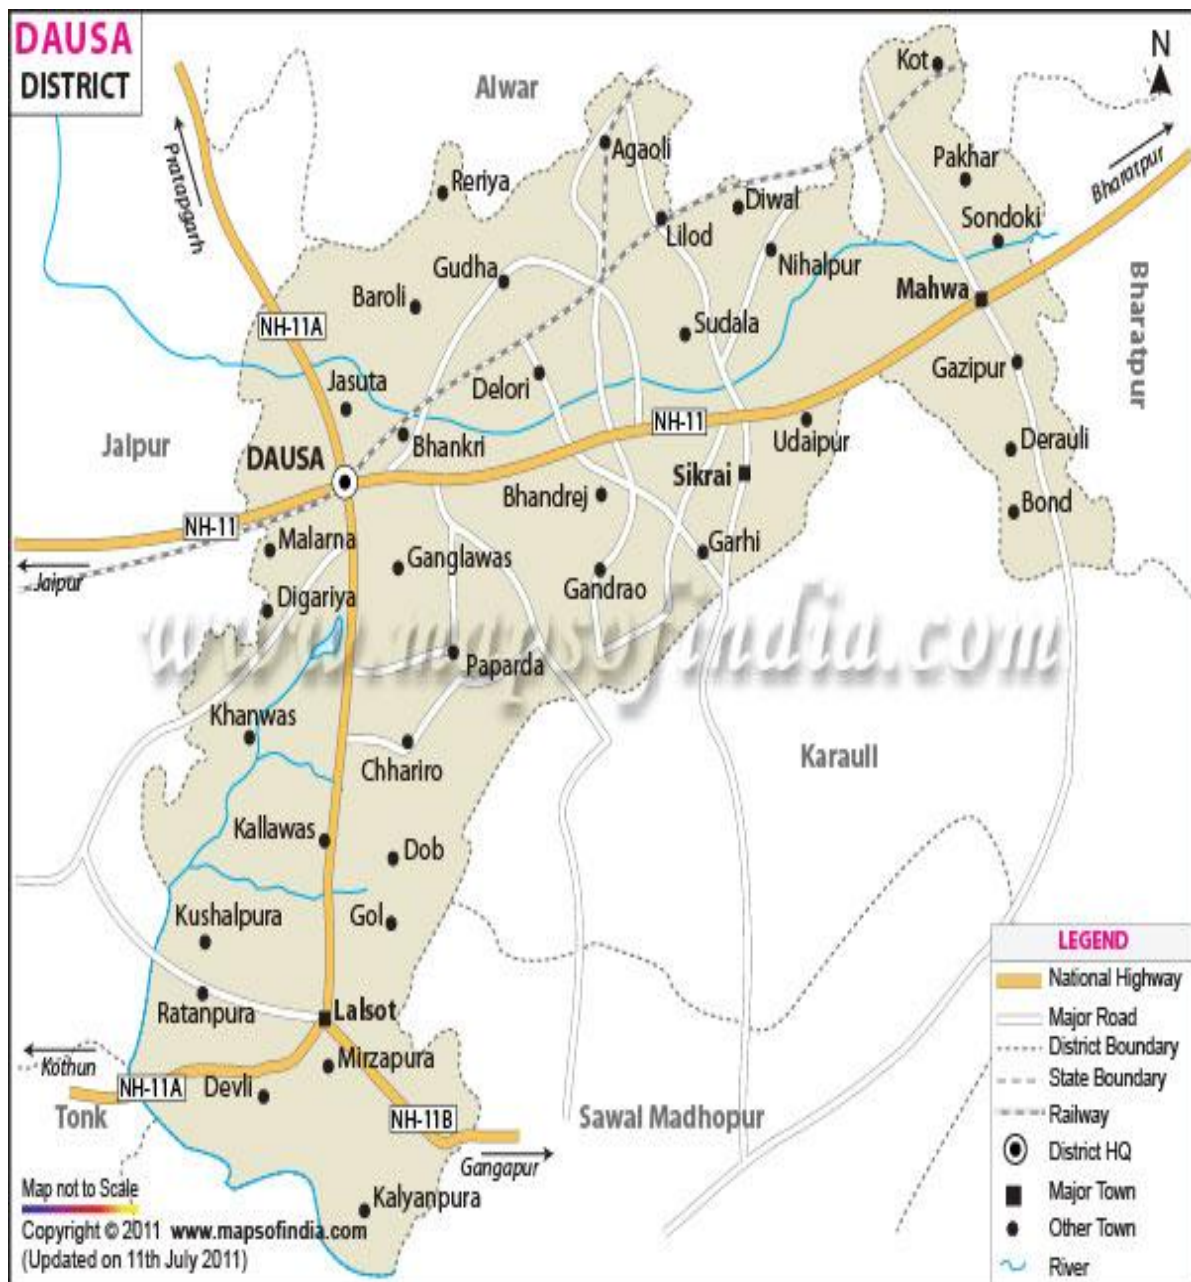 DAUSA
DISTRICT
N
Kot
Alwar
Pratapgarh
Agaoli
Pakhar
Bharatpur
Reriya
Diwal
Sondoki
Lilod
Nihalpur
Gudha
Bharatpur
Baroli
Mahwa
NH-11A
Sudala
Gazipur
Jasuta
Delori
NH-11
Udaipur
Jaipur
Bhankri
Derauli
DAUSA
Sikrai
Bhandrej
Bond
NH-11
Malarna
Garhi
Ganglawas
Jaipur
Gandrao
Digariya
www.mapsofindia.com
Paparda
Khanwas
Karauli
Chhariro
Kallawas
Dob
Kushalpura
Gol
LEGEND
National Highway
Ratanpura
Lalsot
Major Road
District Boundary
Mirzapura
Kothun
State Boundary
NH-11A
Devli
Tonk
NH-11B
Sawai Madhopur
Railway
District HQ
Gangapur
Map not to Scale
Kalyanpura
Major Town
Copyright © 2011 www.mapsofindia.com
Other Town
(Updated on 11th July 2011)
River